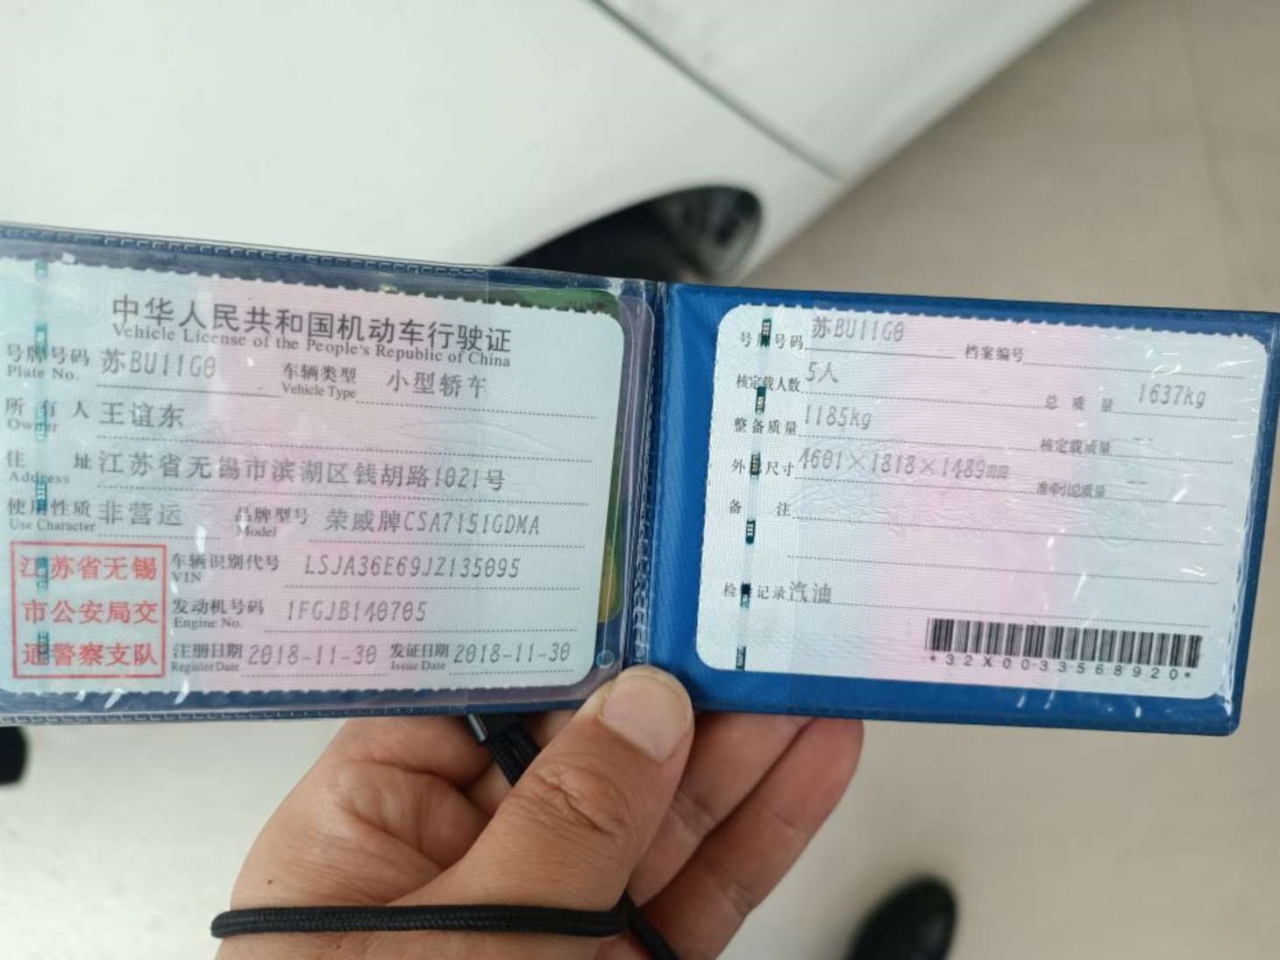 中华人民共和国机动车行驶证
Vehicle License of the People's Republic of China
号牌号码 苏BU11G0 车辆类型 小型轿车
Plate No. Vehicle Type
所有人 王谊东
Owner
住址 江苏省无锡市滨湖区钱胡路1021号
Address
使用性质 非营运 品牌型号 荣威牌CSA7151GDMA
Use Character Model
江苏省无锡
市公安局交
通警察支队
车辆识别代号 LSJA36E69JZ135095
VIN
发动机号码 1FGJB140705
Engine No.
注册日期 2018-11-30 发证日期 2018-11-30
Register Date Issue Date
号牌号码 苏BU11G0 档案编号
核定载人数 5人 总质量 1637kg
整备质量 1185kg 核定载质量 --
外廓尺寸 4601×1818×1489mm 准牵引总质量 --
备注
检验记录 汽油
*32X0033568920*